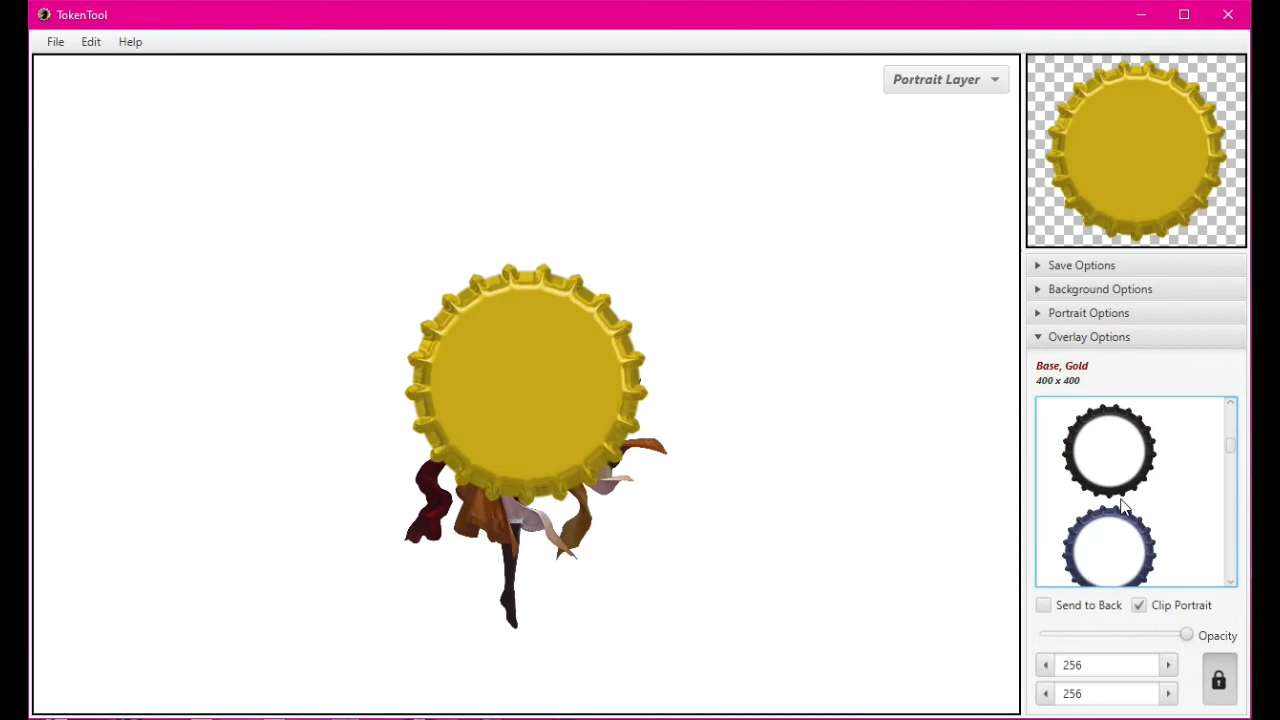 TokenTool
File Edit Help
Portrait Layer
Save Options
Background Options
Portrait Options
Overlay Options
Base, Gold
400 x 400
Send to Back Clip Portrait
Opacity
256
256